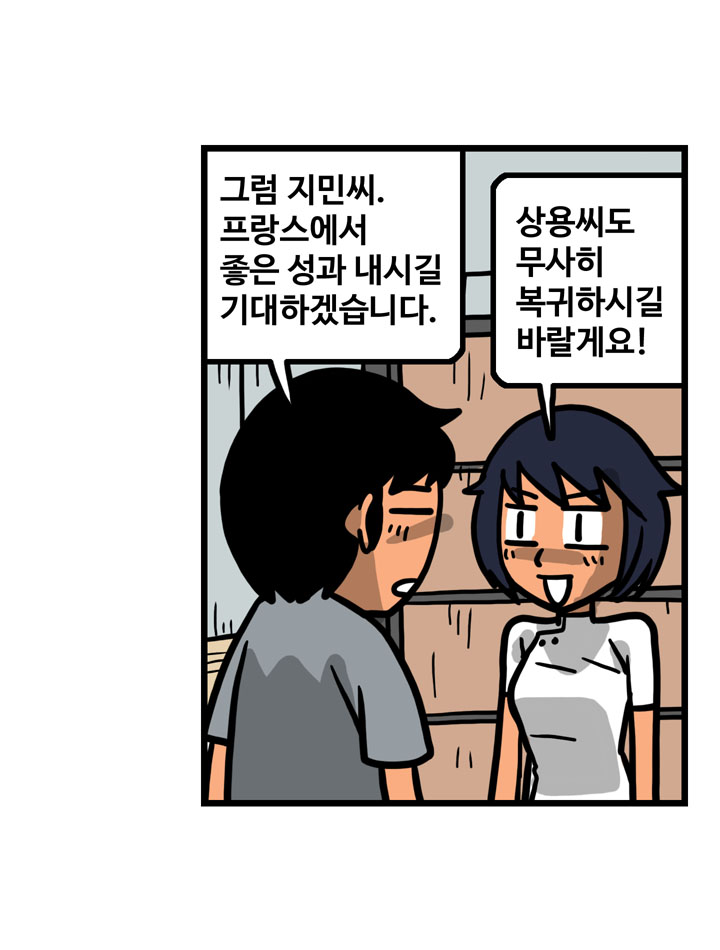 그럼 지민씨.
프랑스에서
좋은 성과 내시길
기대하겠습니다.
상용씨도
무사히
복귀하시길
바랄게요!